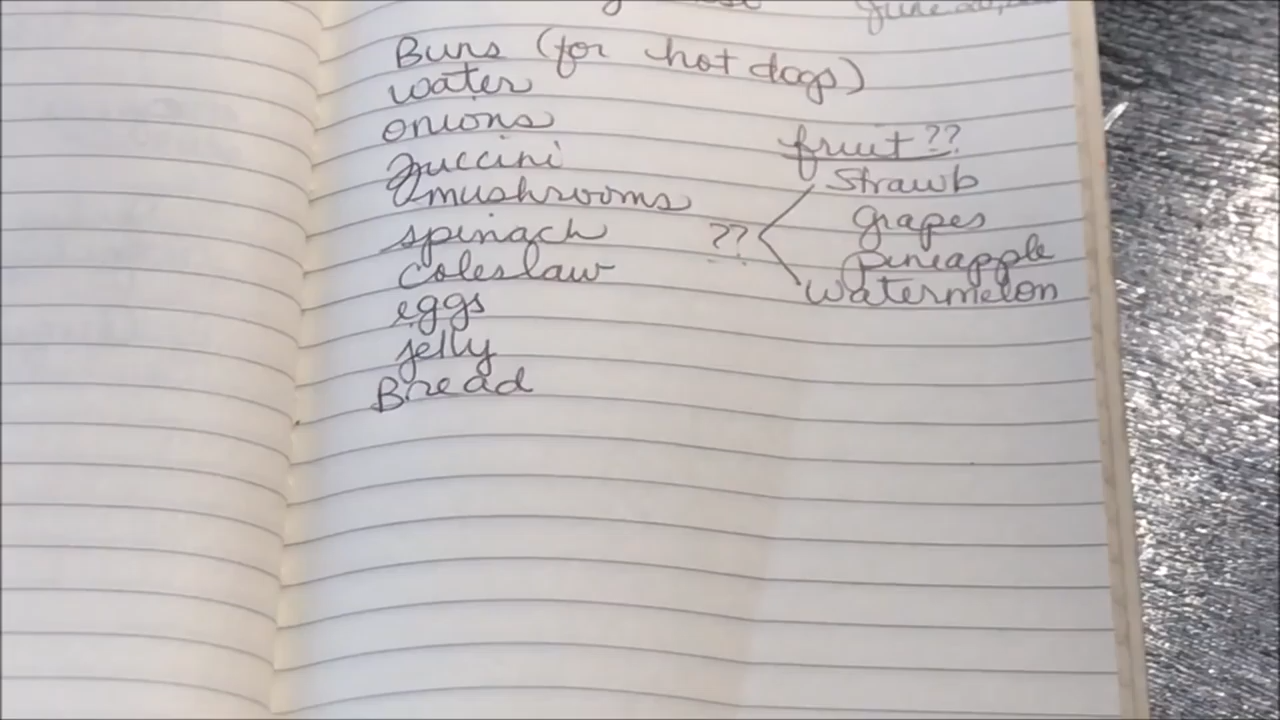 Buns (for hot dogs)
water
onions
zuccini
mushrooms
spinach
coleslaw
eggs
jelly
Bread
fruit ??
Strawb
grapes
?? pineapple
watermelon